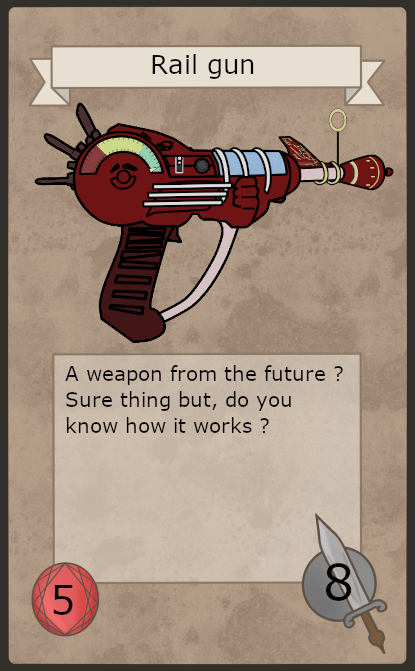 Rail gun
A weapon from the future ?
Sure thing but, do you
know how it works ?
5
8